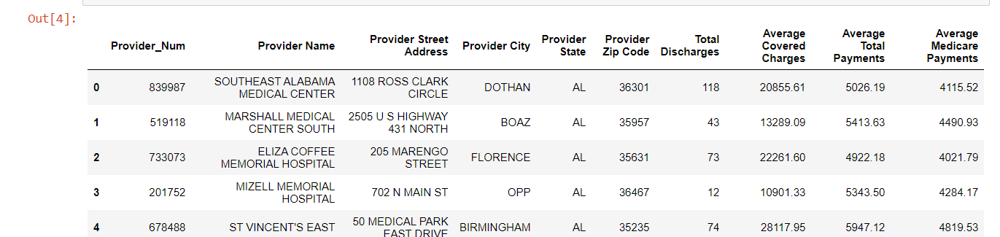 Out[4]:
Provider_Num Provider Name Provider Street Address Provider City Provider State Provider Zip Code Total Discharges Average Covered Charges Average Total Payments Average Medicare Payments
0 839987 SOUTHEAST ALABAMA MEDICAL CENTER 1108 ROSS CLARK CIRCLE DOTHAN AL 36301 118 20855.61 5026.19 4115.52
1 519118 MARSHALL MEDICAL CENTER SOUTH 2505 U S HIGHWAY 431 NORTH BOAZ AL 35957 43 13289.09 5413.63 4490.93
2 733073 ELIZA COFFEE MEMORIAL HOSPITAL 205 MARENGO STREET FLORENCE AL 35631 73 22261.60 4922.18 4021.79
3 201752 MIZELL MEMORIAL HOSPITAL 702 N MAIN ST OPP AL 36467 12 10901.33 5343.50 4284.17
4 678488 ST VINCENT'S EAST 50 MEDICAL PARK EAST DRIVE BIRMINGHAM AL 35235 74 28117.95 5947.12 4819.53